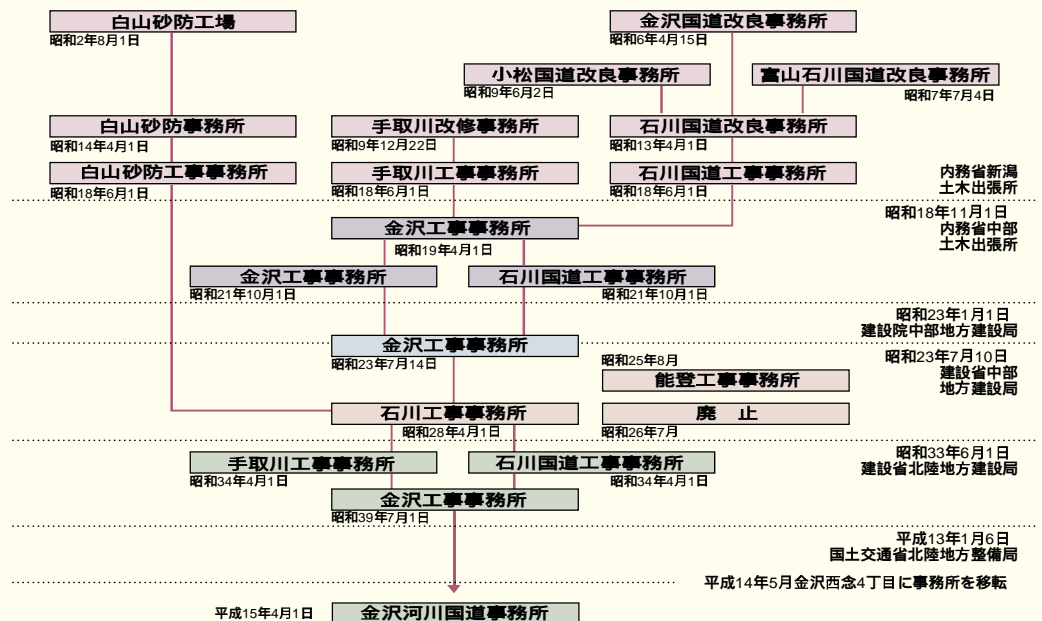 白山砂防工場
昭和2年8月1日
金沢国道改良事務所
昭和6年4月15日
小松国道改良事務所
昭和9年6月2日
富山石川国道改良事務所
昭和7年7月4日
白山砂防事務所
昭和14年4月1日
手取川改修事務所
昭和9年12月22日
石川国道改良事務所
昭和13年4月1日
白山砂防工事事務所
昭和18年6月1日
手取川工事事務所
昭和18年6月1日
石川国道工事事務所
昭和18年6月1日
内務省新潟
土木出張所
昭和18年11月1日
内務省中部
土木出張所
金沢工事事務所
昭和19年4月1日
金沢工事事務所
昭和21年10月1日
石川国道工事事務所
昭和21年10月1日
昭和23年1月1日
建設院中部地方建設局
金沢工事事務所
昭和23年7月14日
昭和23年7月10日
建設省中部
地方建設局
昭和25年8月
能登工事事務所
石川工事事務所
昭和28年4月1日
廃 止
昭和26年7月
昭和33年6月1日
建設省北陸地方建設局
手取川工事事務所
昭和34年4月1日
石川国道工事事務所
昭和34年4月1日
金沢工事事務所
昭和39年7月1日
平成13年1月6日
国土交通省北陸地方整備局
平成14年5月金沢西念4丁目に事務所を移転
平成15年4月1日
金沢河川国道事務所